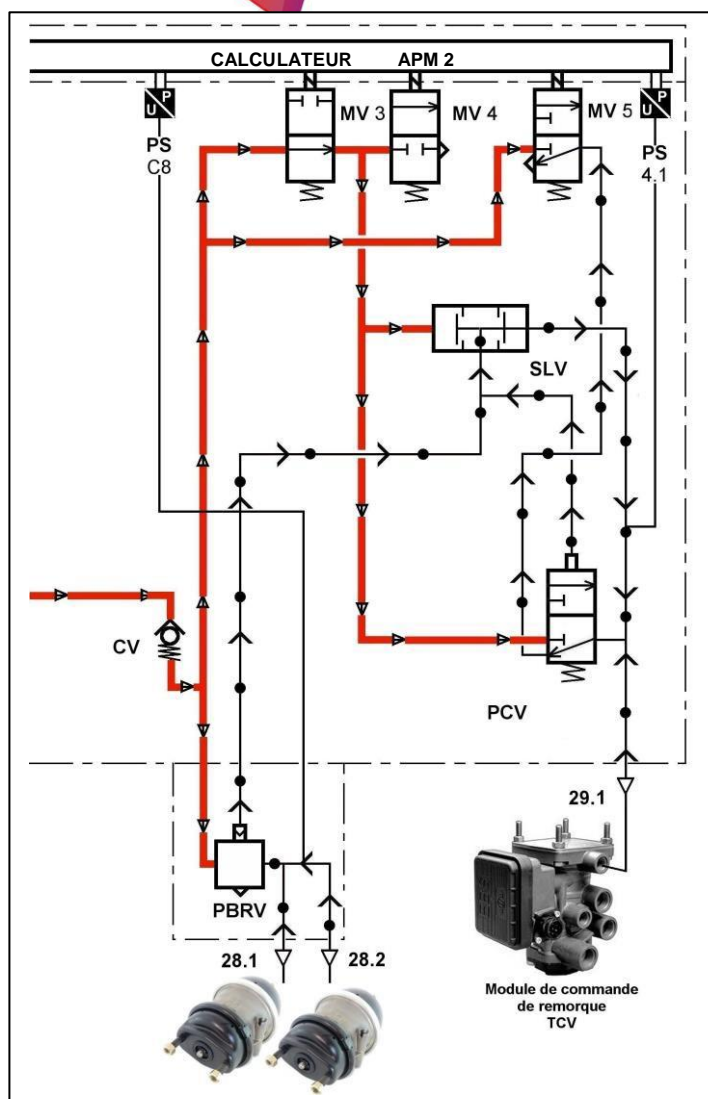 CALCULATEUR APM 2
U P
MV 3
MV 4
MV 5
U P
PS
C8
PS
4.1
SLV
CV
PCV
29.1
PBRV
28.1
28.2
Module de commande
de remorque
TCV